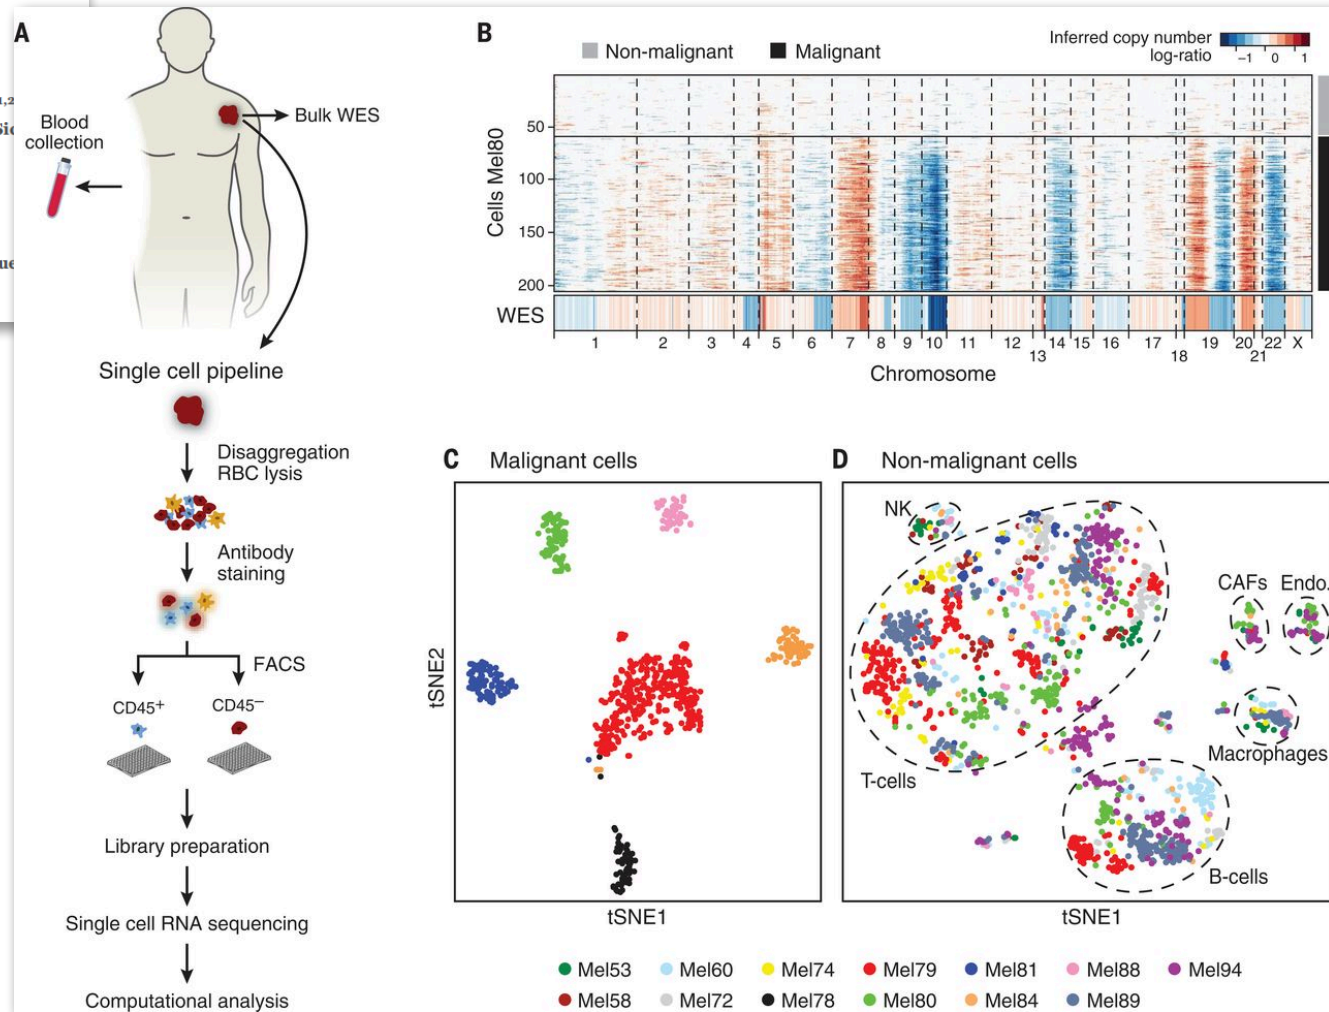 1,2
A
Blood
collection
Bulk WES
Single cell pipeline
Disaggregation
RBC lysis
Antibody
staining
FACS
CD45+
CD45–
Library preparation
Single cell RNA sequencing
Computational analysis
B
Non-malignant
Malignant
Inferred copy number
log-ratio
–1 0 1
Cells Mel80
50
100
150
200
WES
1 2 3 4 5 6 7 8 9 10 11 12 13 14 15 16 17 18 19 20 21 22 X
Chromosome
C Malignant cells
tSNE2
tSNE1
D Non-malignant cells
NK
CAFs
Endo.
Macrophages
T-cells
B-cells
tSNE1
Mel53 Mel60 Mel74 Mel79 Mel81 Mel88 Mel94
Mel58 Mel72 Mel78 Mel80 Mel84 Mel89